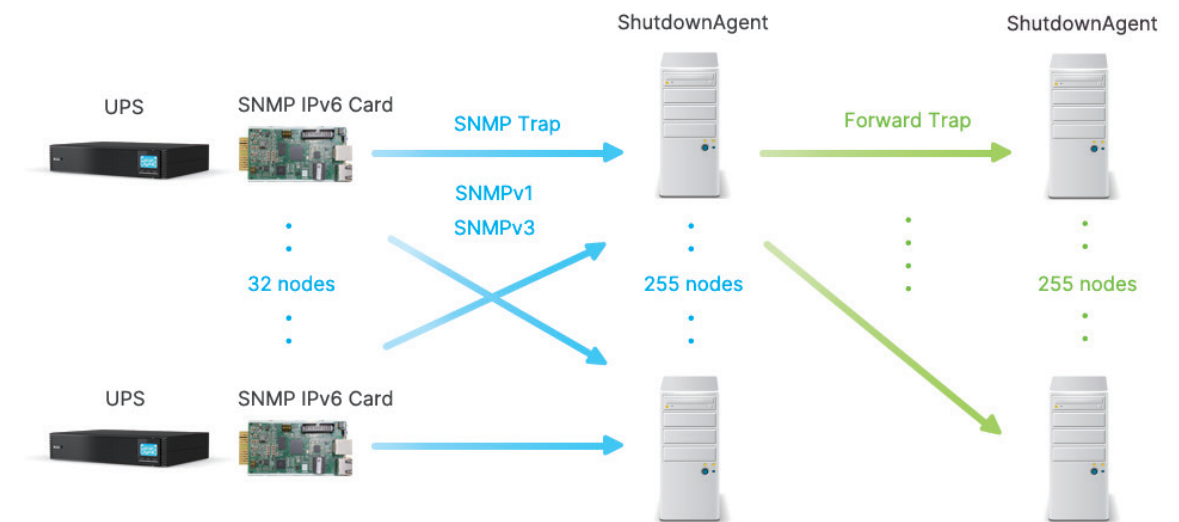 ShutdownAgent
ShutdownAgent
UPS
SNMP IPv6 Card
SNMP Trap
Forward Trap
SNMPv1
SNMPv3
32 nodes
255 nodes
255 nodes
UPS
SNMP IPv6 Card